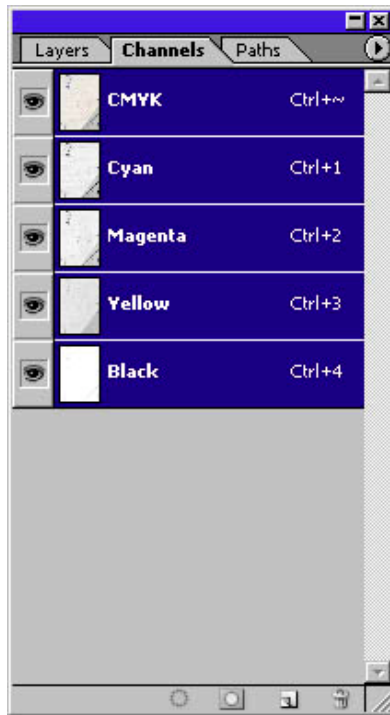 Layers Channels Paths
CMYK Ctrl+~
Cyan Ctrl+1
Magenta Ctrl+2
Yellow Ctrl+3
Black Ctrl+4